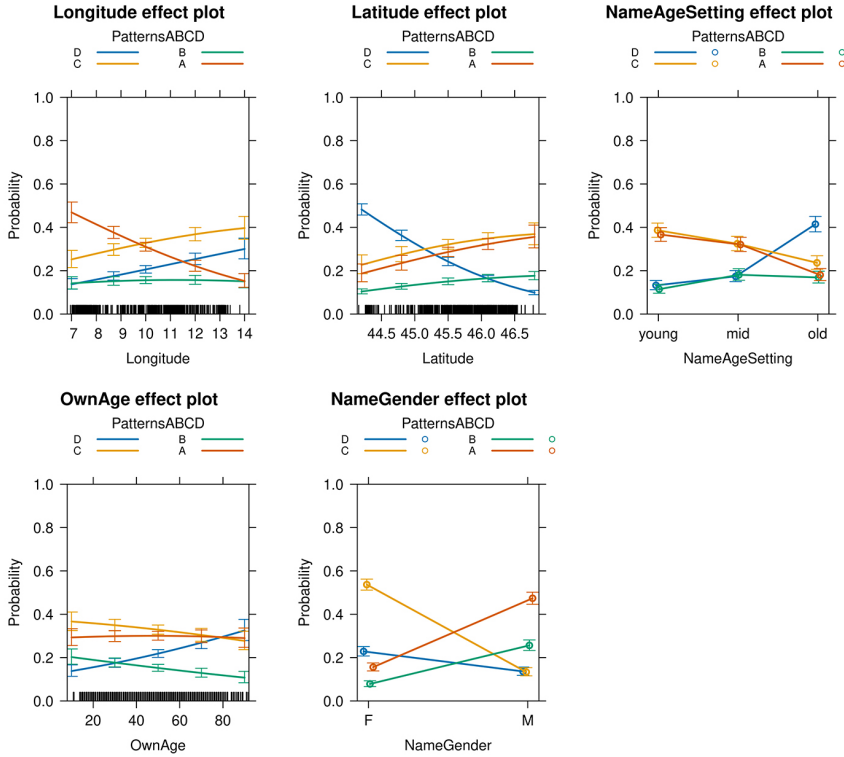 Longitude effect plot
PatternsABCD
D B
C A
Probability
1.0
0.8
0.6
0.4
0.2
0.0
7 8 9 10 11 12 13 14
Longitude
Latitude effect plot
PatternsABCD
D B
C A
Probability
1.0
0.8
0.6
0.4
0.2
0.0
44.5 45.0 45.5 46.0 46.5
Latitude
NameAgeSetting effect plot
PatternsABCD
D B
C A
Probability
1.0
0.8
0.6
0.4
0.2
0.0
young mid old
NameAgeSetting
OwnAge effect plot
PatternsABCD
D B
C A
Probability
1.0
0.8
0.6
0.4
0.2
0.0
20 40 60 80
OwnAge
NameGender effect plot
PatternsABCD
D B
C A
Probability
1.0
0.8
0.6
0.4
0.2
0.0
F M
NameGender